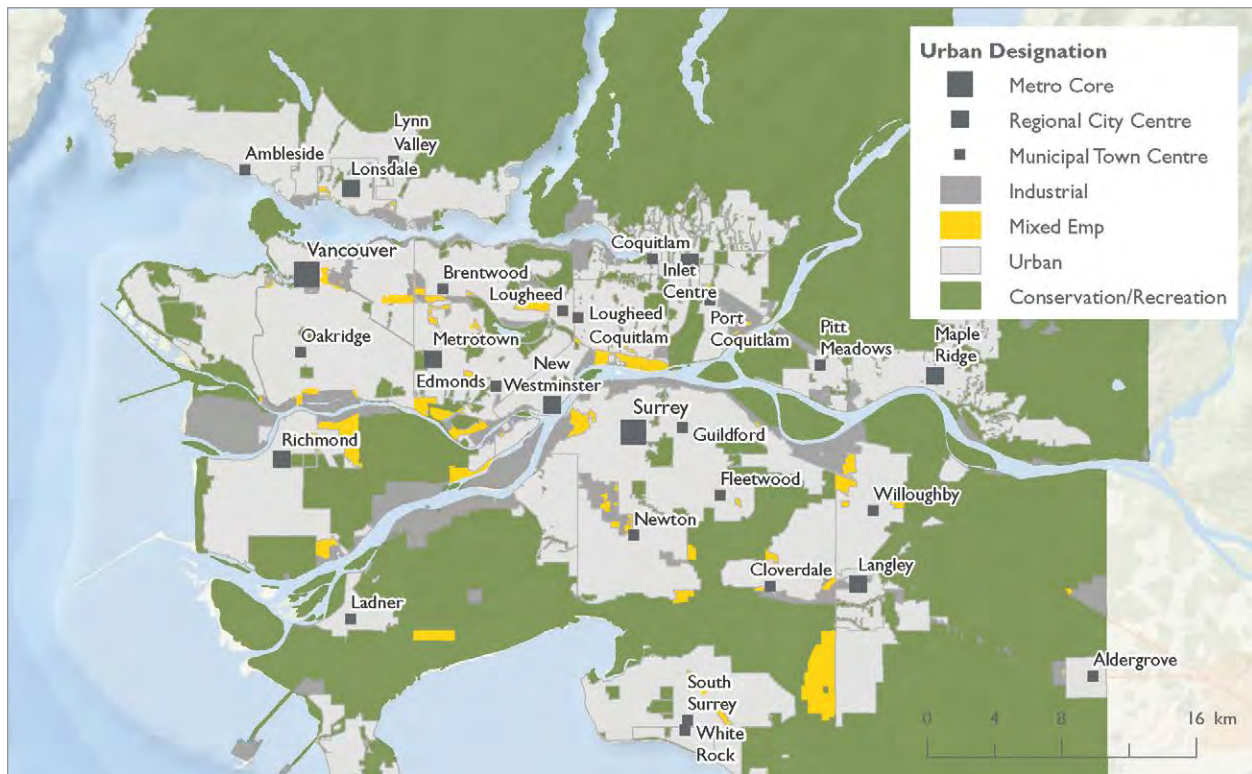 Urban Designation
Metro Core
Regional City Centre
Municipal Town Centre
Industrial
Mixed Emp
Urban
Conservation/Recreation
Lynn
Valley
Ambleside
Lonsdale
Vancouver
Brentwood
Lougheed
Coquitlam
Inlet
Centre
Lougheed
Coquitlam
Port
Coquitlam
Pitt
Meadows
Maple
Ridge
Oakridge
Metrotown
New
Westminster
Edmonds
Richmond
Surrey
Guildford
Fleetwood
Newton
Willoughby
Cloverdale
Langley
Ladner
South
Surrey
White
Rock
Aldergrove
0 4 8 16 km